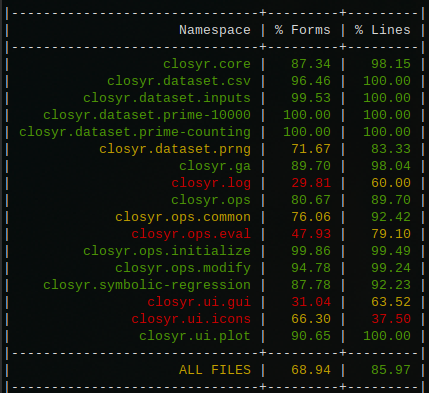 |-------------------------------+---------+---------|
| Namespace | % Forms | % Lines |
|-------------------------------+---------+---------|
| closyr.core | 87.34 | 98.15 |
| closyr.dataset.csv | 96.46 | 100.00 |
| closyr.dataset.inputs | 99.53 | 100.00 |
| closyr.dataset.prime-10000 | 100.00 | 100.00 |
| closyr.dataset.prime-counting | 100.00 | 100.00 |
| closyr.dataset.prng | 71.67 | 83.33 |
| closyr.ga | 89.70 | 98.04 |
| closyr.log | 29.81 | 60.00 |
| closyr.ops | 80.67 | 89.70 |
| closyr.ops.common | 76.06 | 92.42 |
| closyr.ops.eval | 47.93 | 79.10 |
| closyr.ops.initialize | 99.86 | 99.49 |
| closyr.ops.modify | 94.78 | 99.24 |
| closyr.symbolic-regression | 87.78 | 92.23 |
| closyr.ui.gui | 31.04 | 63.52 |
| closyr.ui.icons | 66.30 | 37.50 |
| closyr.ui.plot | 90.65 | 100.00 |
|-------------------------------+---------+---------|
| ALL FILES | 68.94 | 85.97 |
|-------------------------------+---------+---------|